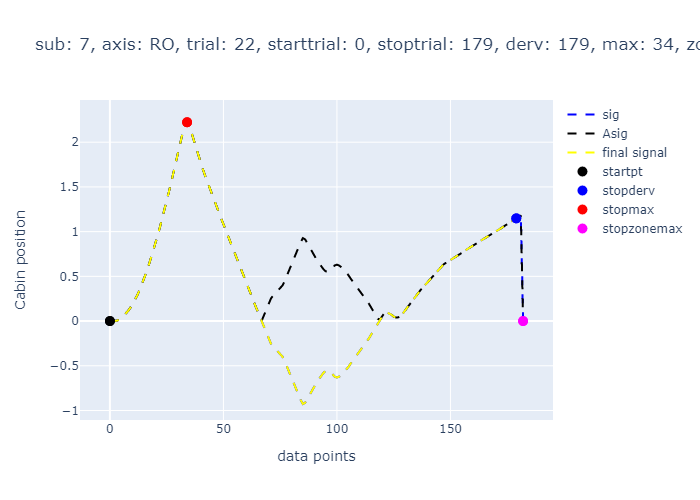 sub: 7, axis: RO, trial: 22, starttrial: 0, stoptrial: 179, derv: 179, max: 34, zo
sig
Asig
final signal
startpt
stopderv
stopmax
stopzonemax
Cabin position
2
1.5
1
0.5
0
−0.5
−1
0
50
100
150
data points